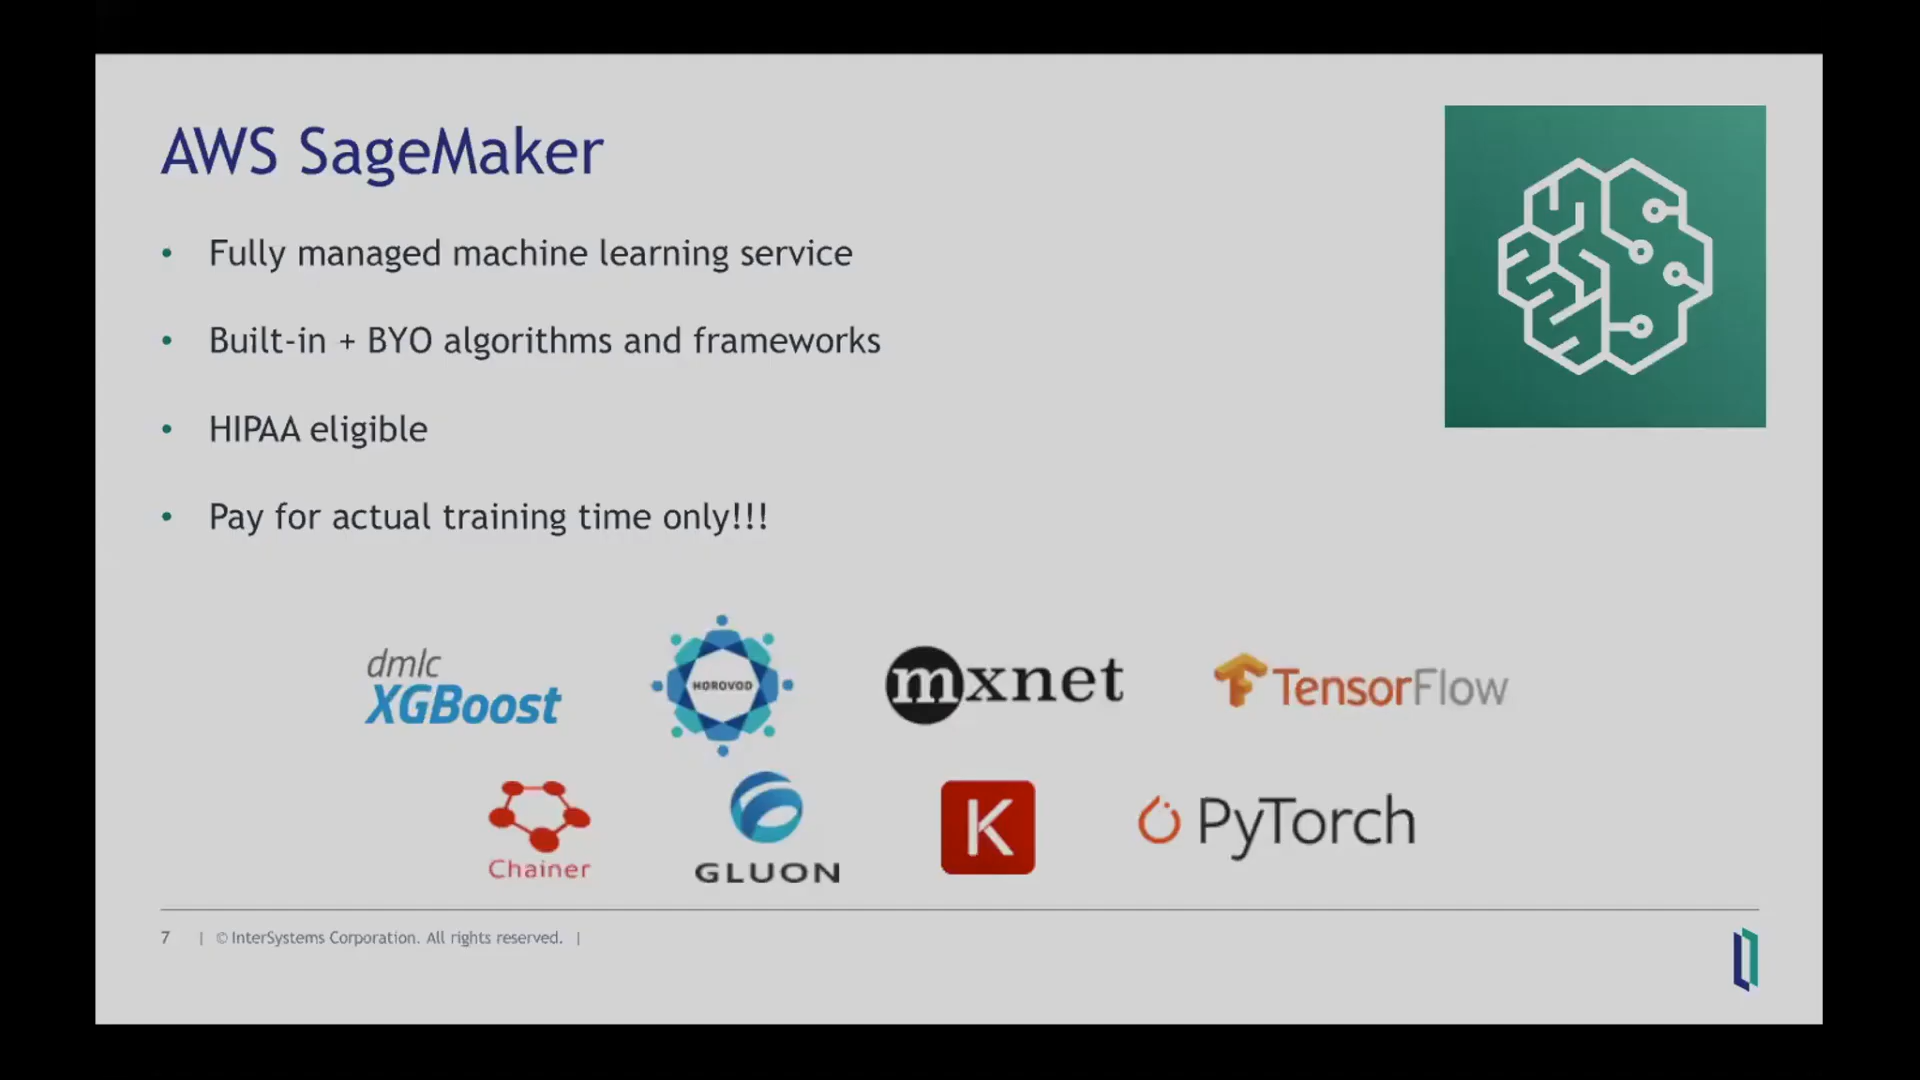 AWS SageMaker
• Fully managed machine learning service
• Built-in + BYO algorithms and frameworks
• HIPAA eligible
• Pay for actual training time only!!!
dmlc
XGBoost
HOROVOD
mxnet
TensorFlow
Chainer
GLUON
K
PyTorch
7 | © InterSystems Corporation. All rights reserved. |